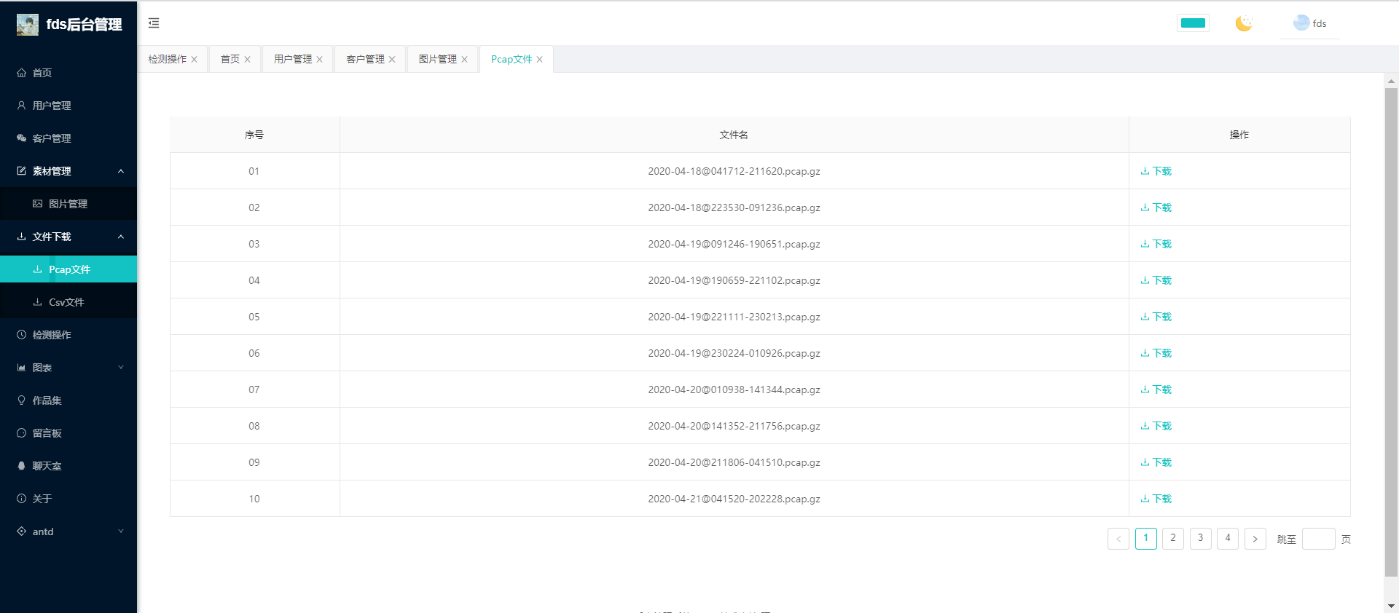 fds后台管理
fds
检测操作 首页 用户管理 客户管理 图片管理 Pcap文件
首页
用户管理
客户管理
素材管理
图片管理
文件下载
Pcap文件
Csv文件
检测操作
图表
作品集
留言板
聊天室
关于
antd
序号 文件名 操作
01 2020-04-18@041712-211620.pcap.gz 下载
02 2020-04-18@223530-091236.pcap.gz 下载
03 2020-04-19@091246-190651.pcap.gz 下载
04 2020-04-19@190659-221102.pcap.gz 下载
05 2020-04-19@221111-230213.pcap.gz 下载
06 2020-04-19@230224-010926.pcap.gz 下载
07 2020-04-20@010938-141344.pcap.gz 下载
08 2020-04-20@141352-211756.pcap.gz 下载
09 2020-04-20@211806-041510.pcap.gz 下载
10 2020-04-21@041520-202228.pcap.gz 下载
< 1 2 3 4 > 跳至 页